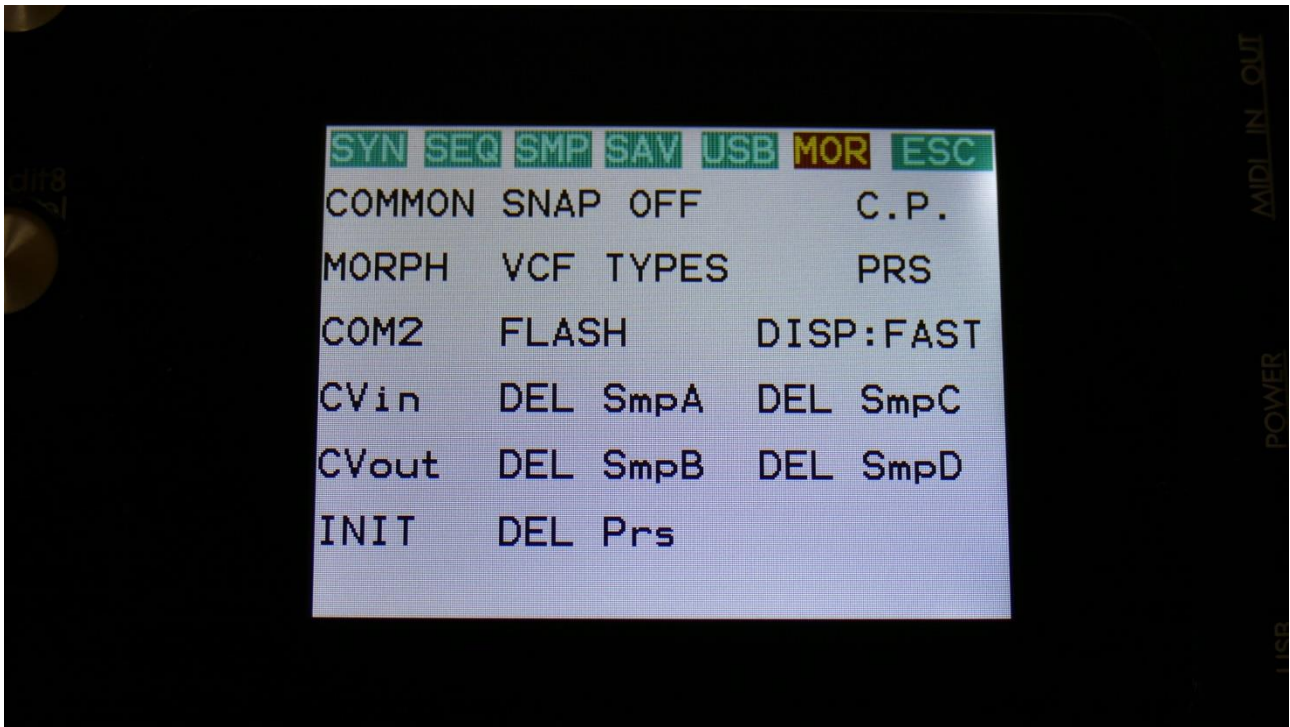 SYN SEQ SMP SAV USB MOR ESC
COMMON SNAP OFF C.P.
MORPH VCF TYPES PRS
COM2 FLASH DISP:FAST
CVin DEL SmpA DEL SmpC
CVout DEL SmpB DEL SmpD
INIT DEL Prs
MIDI IN OUT
POWER
USB